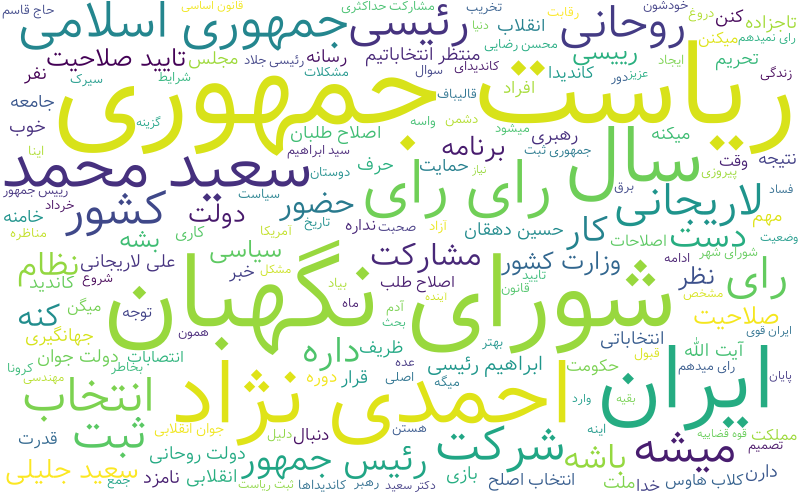 حاج قاسم
قانون اساسی
مشارکت حداکثری
تخریب
خودشون
جمهوری اسلامی
رئیسی
دنیا
انقلاب
رقابت
روحانی
دروغ
کنن
تاجزاده
رای نمیدهم
میکنن
محسن رضایی
منتظر انتخاباتیم
رسانه
مجلس
تایید صلاحیت
رئیسی جلاد
کاندیدای
رییسی
ایجاد
تحریم
نفر
سیرک
شرایط
مشکلات
سوال
کاندیدا
عزیز
دور
زندگی
ریاست جمهوری
جامعه
قالیباف
افراد
خوب
گزینه
اصلاح طلبان
واسه
دشمن
میشود
رهبری
میکنه
اینا
سید ابراهیم
برنامه
جمهوری ثبت
سال
وقت
نتیجه
سعید محمد
دوستان
حرف
حمایت
نیاز
پیروزی
رییس جمهور
سیاست
رای رای
برق
فساد
خامنه
خرداد
کشور
دولت
حضور
لاریجانی
مهم
مناظره
تاریخ
نداره
صحبت
آزاد
حسین دهقان
کار
وضعیت
بشه
کاری
آمریکا
سیاسی
مشارکت
اصلاحات
دست
شورای شهر
نظام
علی لاریجانی
خبر
مشکل
وزارت کشور
ادامه
کاندید
شروع
بیاد
اصلاح طلب
تایید
قانون
نظر
مشخص
رای
شورای نگهبان
کنه
میگن
توجه
ماه
آدم
آینده
صلاحیت
جهانگیری
همون
بحث
انتخاباتی
ایران قوی
انتصابات
دولت جوان
داره
ظریف
بهتر
قبول
آیت الله
کرونا
بخاطر
عده
ابراهیم رئیسی
حکومت
رای میدهم
مهندسی
دوره
قرار
اصلی
میگه
پایان
انتخاب
احمدی نژاد
وارد
بقیه
ایران
جوان انقلابی
دلیل
هستن
اینه
قوه قضاییه
مملکت
ثبت
قدرت
دنبال
شرکت
میشه
تصمیم
دولت روحانی
رئیس جمهور
باشه
سعید جلیلی
نامزد
انقلابی
بازی
ملت
دارن
جمع
ثبت ریاست
کاندیداها
رهبر
دکتر سعید
انتخاب اصلح
خدا
کلاب هاوس